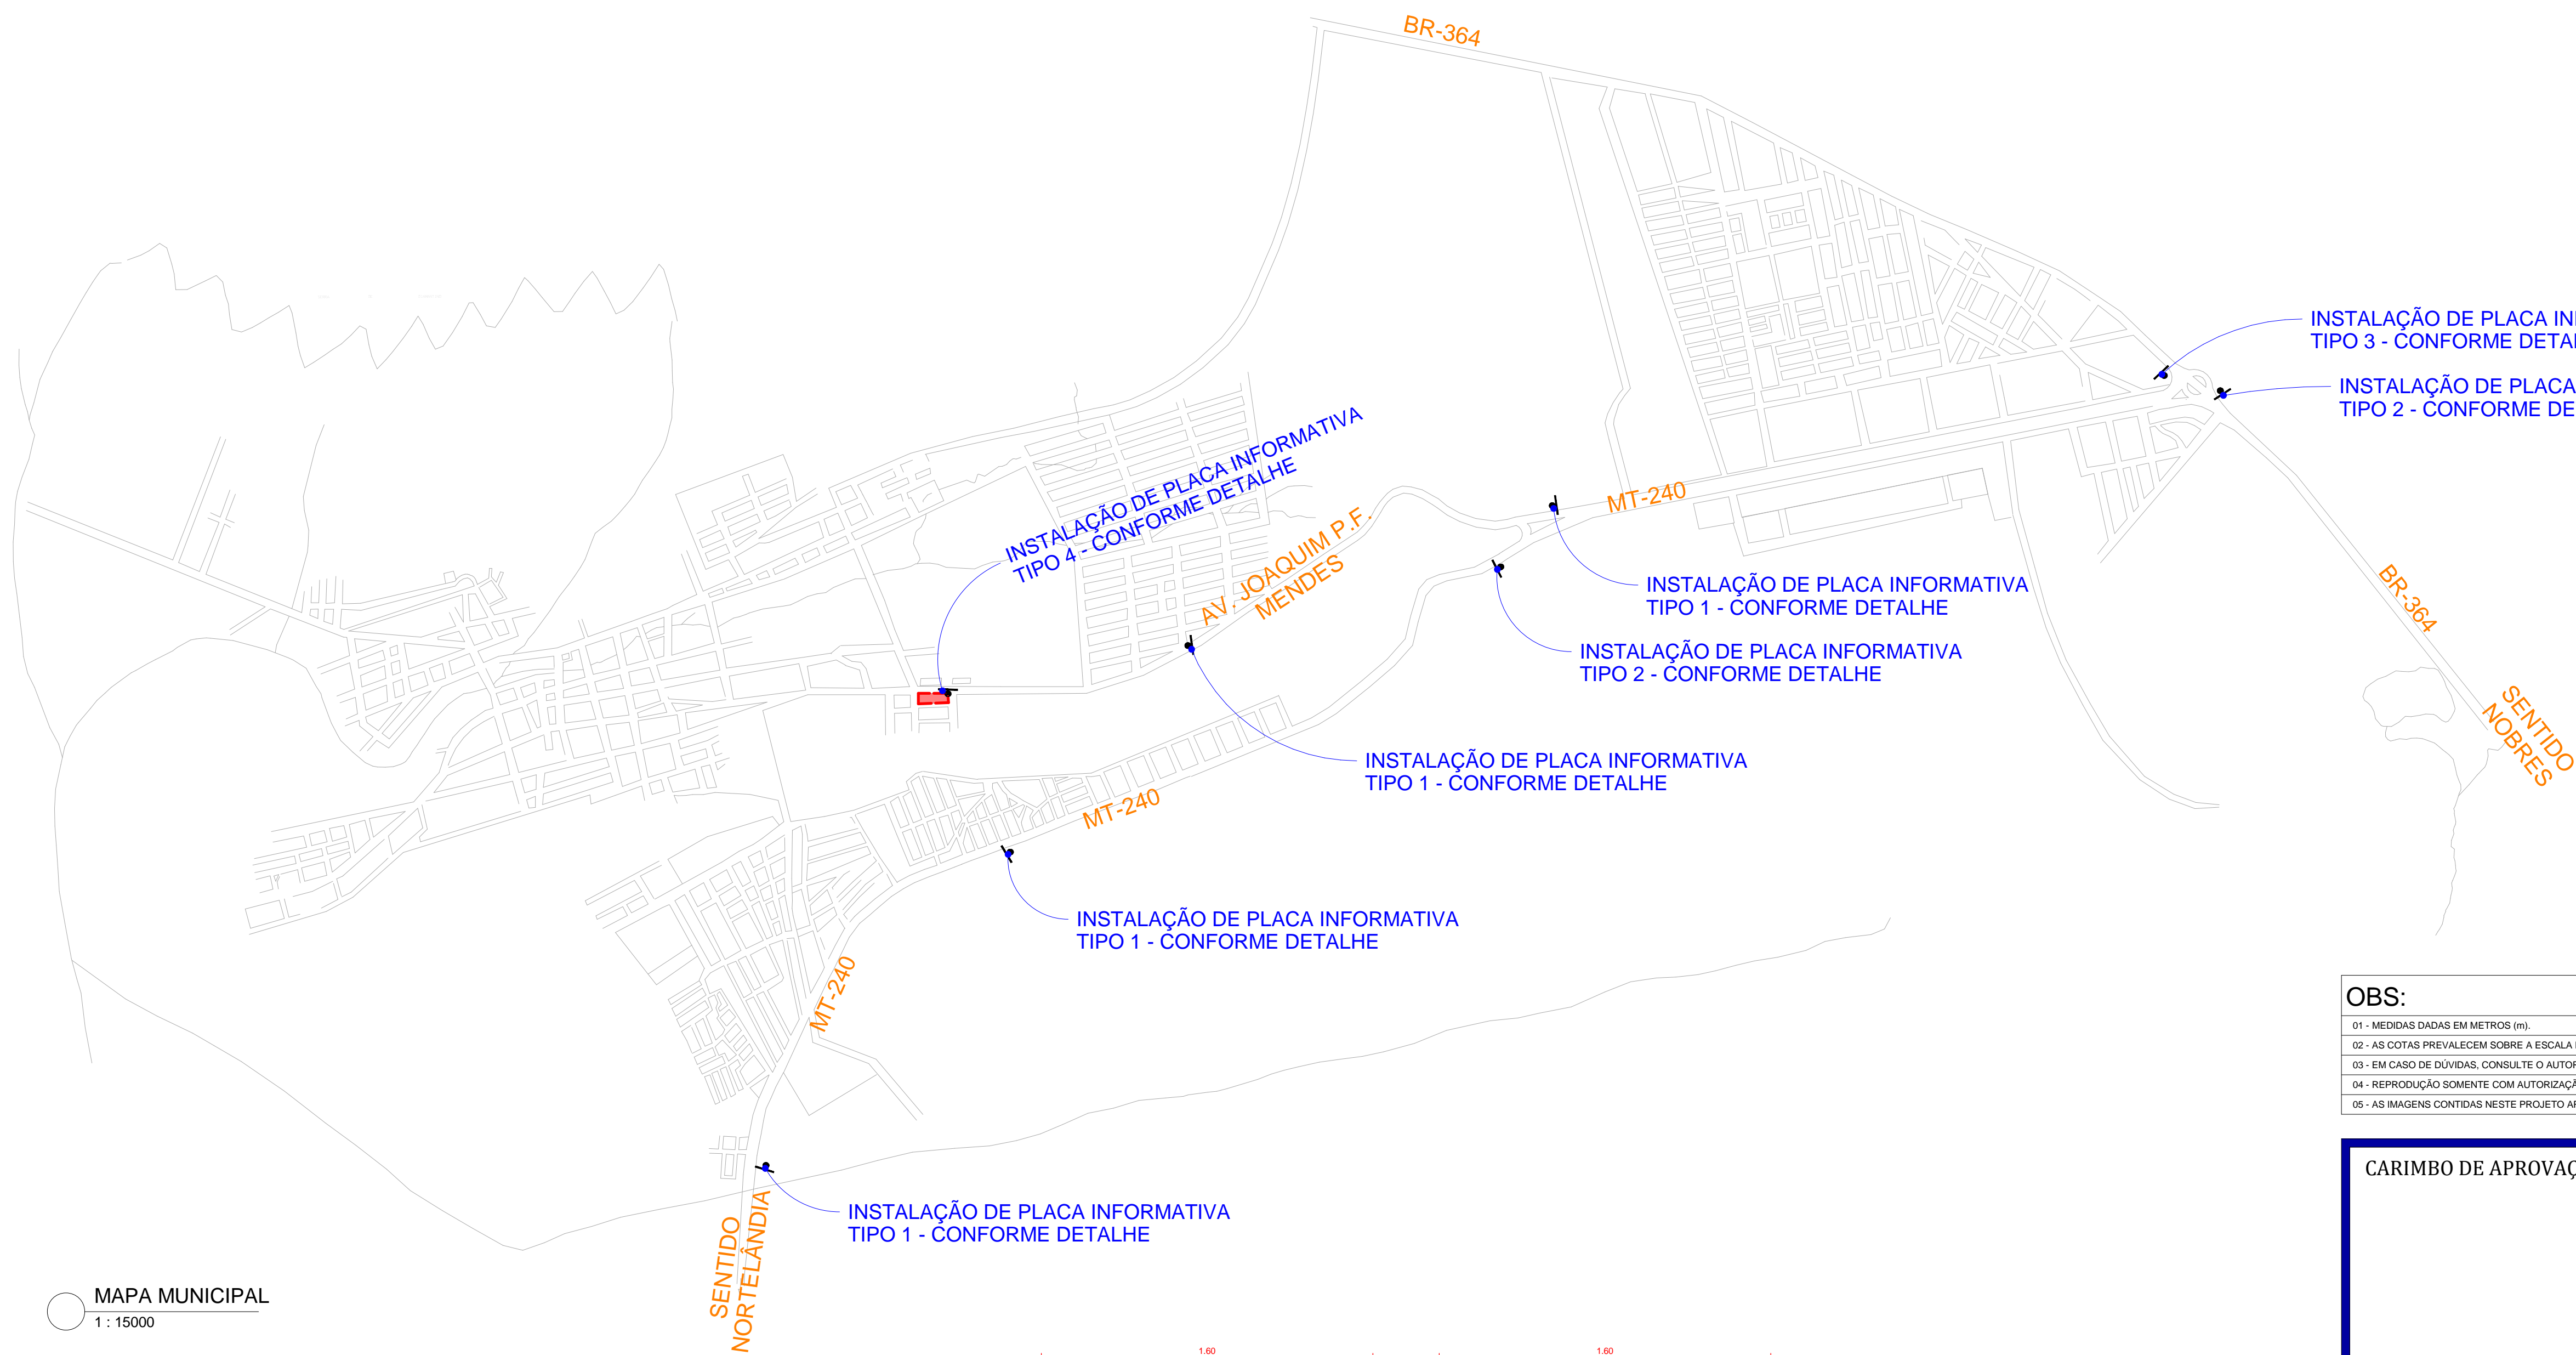 BR-364
INSTALAÇÃO DE PLACA
TIPO 3 - CONFORME
INSTALAÇÃO DE PLACA
TIPO 2 - CONFORME
INSTALAÇÃO DE PLACA INFORMATIVA
TIPO 4 - CONFORME DETALHE
MT-240
AV. JOAQUIM P.F.
MENDES
INSTALAÇÃO DE PLACA INFORMATIVA
TIPO 1 - CONFORME DETALHE
BR-364
INSTALAÇÃO DE PLACA INFORMATIVA
TIPO 2 - CONFORME DETALHE
SENTIDO
NOBRES
INSTALAÇÃO DE PLACA INFORMATIVA
TIPO 1 - CONFORME DETALHE
MT-240
INSTALAÇÃO DE PLACA INFORMATIVA
TIPO 1 - CONFORME DETALHE
MT-240
OBS:
01 - MEDIDAS DADAS EM METROS (m).
02 - AS COTAS PREVALECEM SOBRE A ESCALA
03 - EM CASO DE DÚVIDAS, CONSULTE O
04 - REPRODUÇÃO SOMENTE COM
05 - AS IMAGENS CONTIDAS NESTE PROJETO
CARIMBO DE
INSTALAÇÃO DE PLACA INFORMATIVA
TIPO 1 - CONFORME DETALHE
SENTIDO
NORTELÂNDIA
MAPA MUNICIPAL
1 : 15000
1.60
1.60